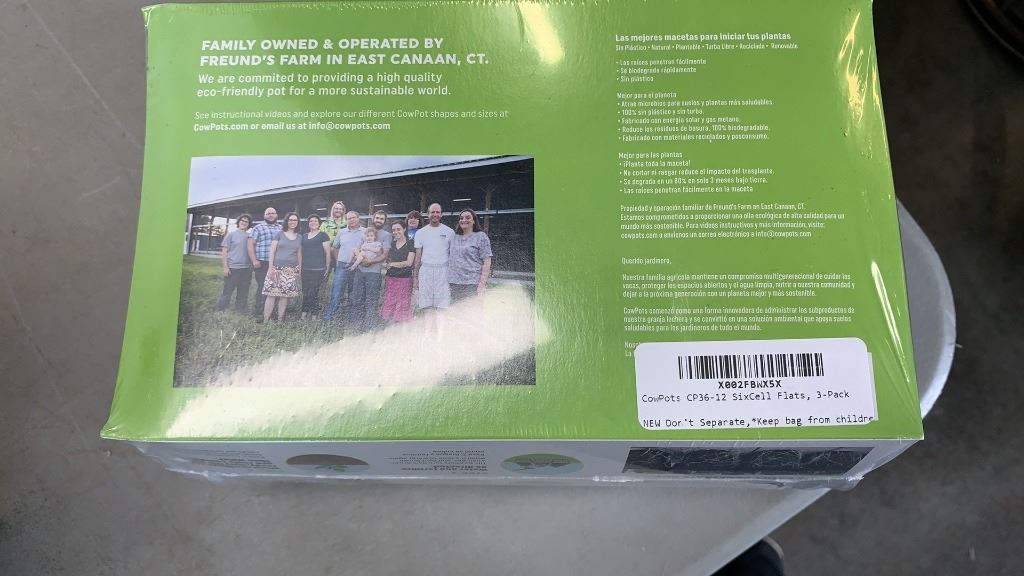 FAMILY OWNED & OPERATED BY
FREUND'S FARM IN EAST CANAAN, CT.
We are commited to providing a high quality
eco-friendly pot for a more sustainable world.
See instructional videos and explore our different CowPot shapes and sizes at
CowPots.com or email us at info@cowpots.com
Las mejores macetas para iniciar tus plantas
Sin Plástico • Natural • Plantable • Turba Libre • Reciclado • Renovable
• Las raíces penetran fácilmente
• Se biodegrada rápidamente
• Sin plástico
Mejor para el planeta
• Atrae microbios para suelos y plantas más saludables.
• 100% sin plástico y sin turba.
• Fabricado con energía solar y gas metano.
• Reduce los residuos de basura, 100% biodegradable.
• Fabricado con materiales reciclados y posconsumo.
Mejor para las plantas
• ¡Planta toda la maceta!
• No cortar ni rasgar reduce el impacto del trasplante.
• Se degrada en un 80% en solo 3 meses bajo tierra.
• Las raíces penetran fácilmente en la maceta
Propiedad y operación familiar de Freund's Farm en East Canaan, CT.
Estamos comprometidos a proporcionar una olla ecológica de alta calidad para un
mundo más sostenible. Para videos instructivos y más información, visite:
cowpots.com o envíenos un correo electrónico a info@cowpots.com
Querido jardinero,
Nuestra familia agrícola mantiene un compromiso multigeneracional de cuidar las
vacas, proteger los espacios abiertos y el agua limpia, nutrir a nuestra comunidad y
dejar a la próxima generación con un planeta mejor y más sostenible.
CowPots comenzó como una forma innovadora de administrar los subproductos de
nuestra granja lechera y se convirtió en una solución ambiental que apoya suelos
saludables para los jardineros de todo el mundo.
La
X002FBWX5X
CowPots CP36-12 SixCell Flats, 3-Pack
NEW Don't Separate,*Keep bag from childre